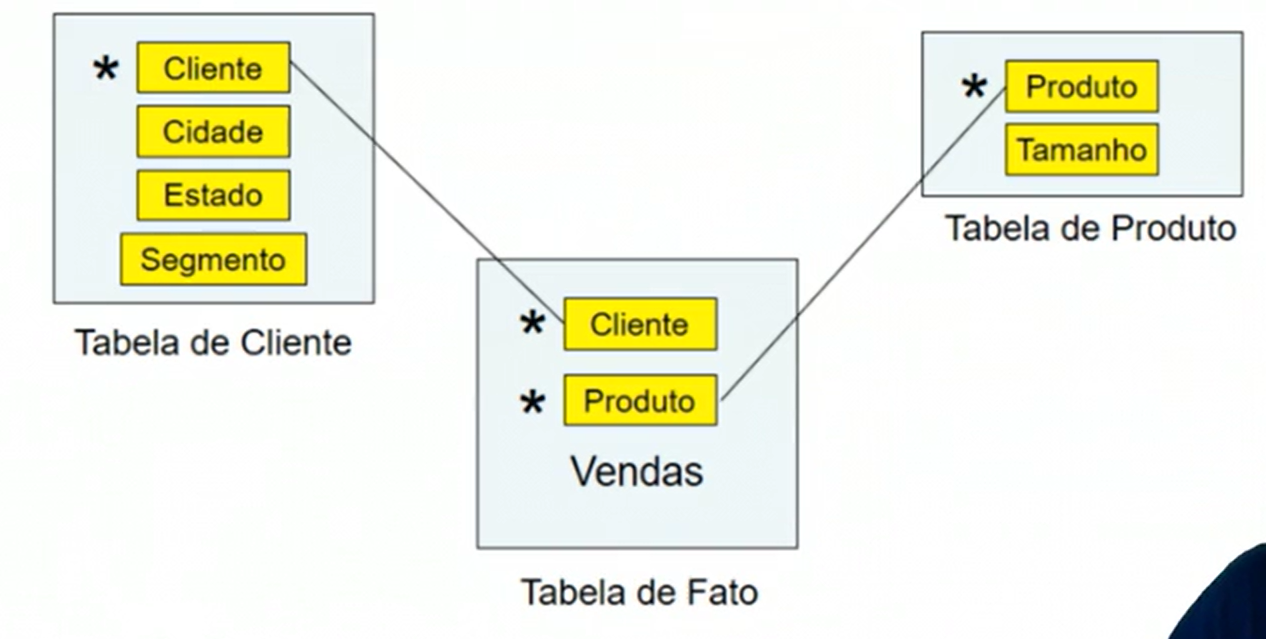 * Cliente
Cidade
Estado
Segmento
Tabela de Cliente
* Produto
Tamanho
Tabela de Produto
* Cliente
* Produto
Vendas
Tabela de Fato